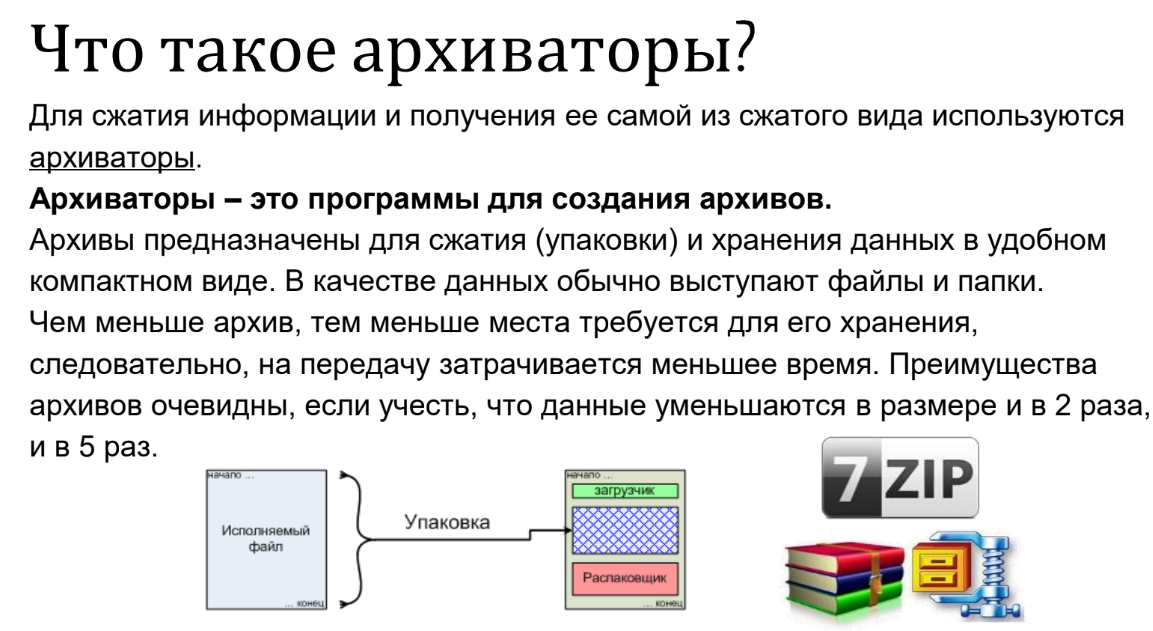 Что такое архиваторы?
Для сжатия информации и получения ее самой из сжатого вида используются
архиваторы.
Архиваторы – это программы для создания архивов.
Архивы предназначены для сжатия (упаковки) и хранения данных в удобном
компактном виде. В качестве данных обычно выступают файлы и папки.
Чем меньше архив, тем меньше места требуется для его хранения,
следовательно, на передачу затрачивается меньшее время. Преимущества
архивов очевидны, если учесть, что данные уменьшаются в размере и в 2 раза,
и в 5 раз.
начало ...
Исполняемый
файл
... конец
Упаковка
начало ...
загрузчик
Распаковщик
... конец
7ZIP